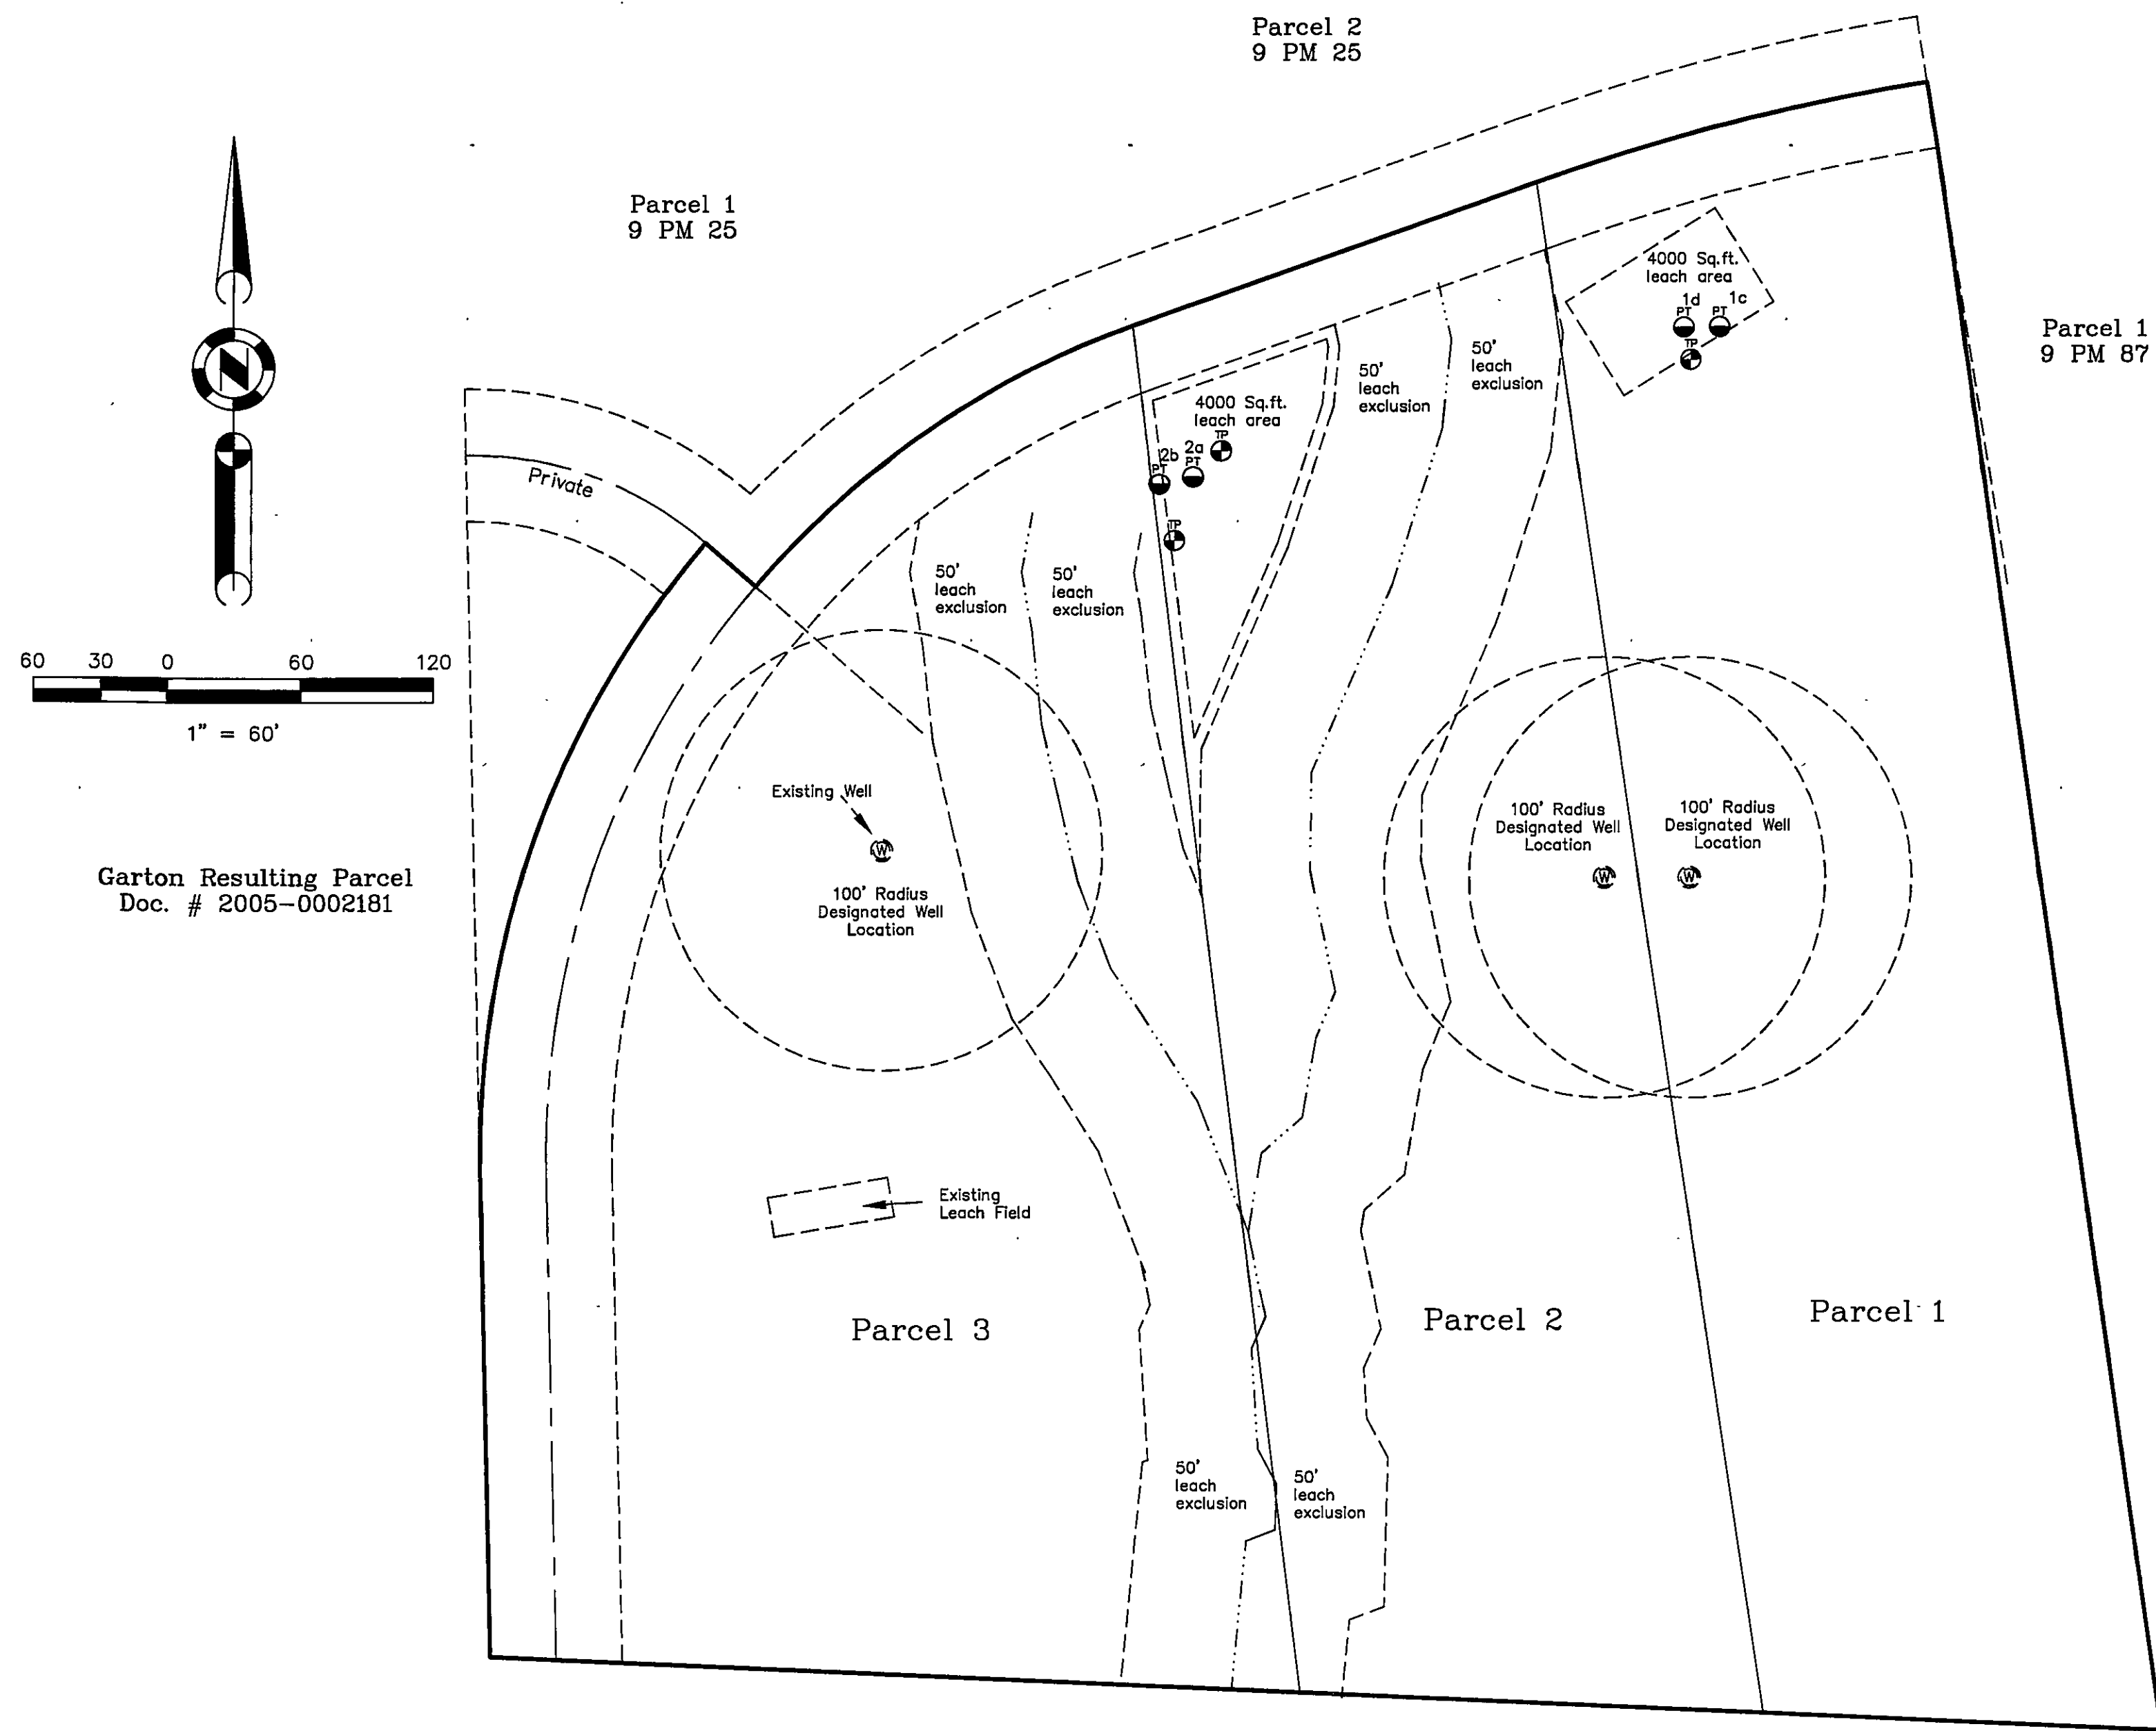 Parcel 2
9 PM 25
Parcel 1
9 PM 25
4000 Sq.ft.
leach area
1d
1c
PT
PT
TP
Parcel 1
9 PM 87
50'
leach
exclusion
50'
leach
exclusion
4000 Sq.ft.
leach area
TP
2b
2a
PT
PT
TP
N
Private
50'
leach
exclusion
50'
leach
exclusion
60 30 0 60 120
1" = 60'
Existing Well
W
100' Radius
Designated Well
Location
100' Radius
Designated Well
Location
W
100' Radius
Designated Well
Location
W
Garton Resulting Parcel
Doc. # 2005-0002181
Existing
Leach Field
Parcel 3
Parcel 2
Parcel 1
50'
leach
exclusion
50'
leach
exclusion